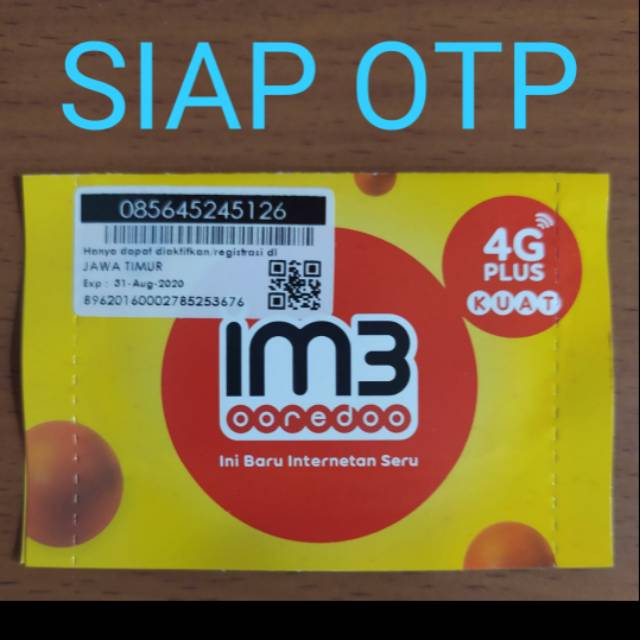 SIAP OTP
085645245126
Hanya dapat diaktifkan/registrasi di
JAWA TIMUR
Exp : 31-Aug-2020
89620160002785253676
4G
PLUS
KUAT
IM3
ooredoo
Ini Baru Internetan Seru